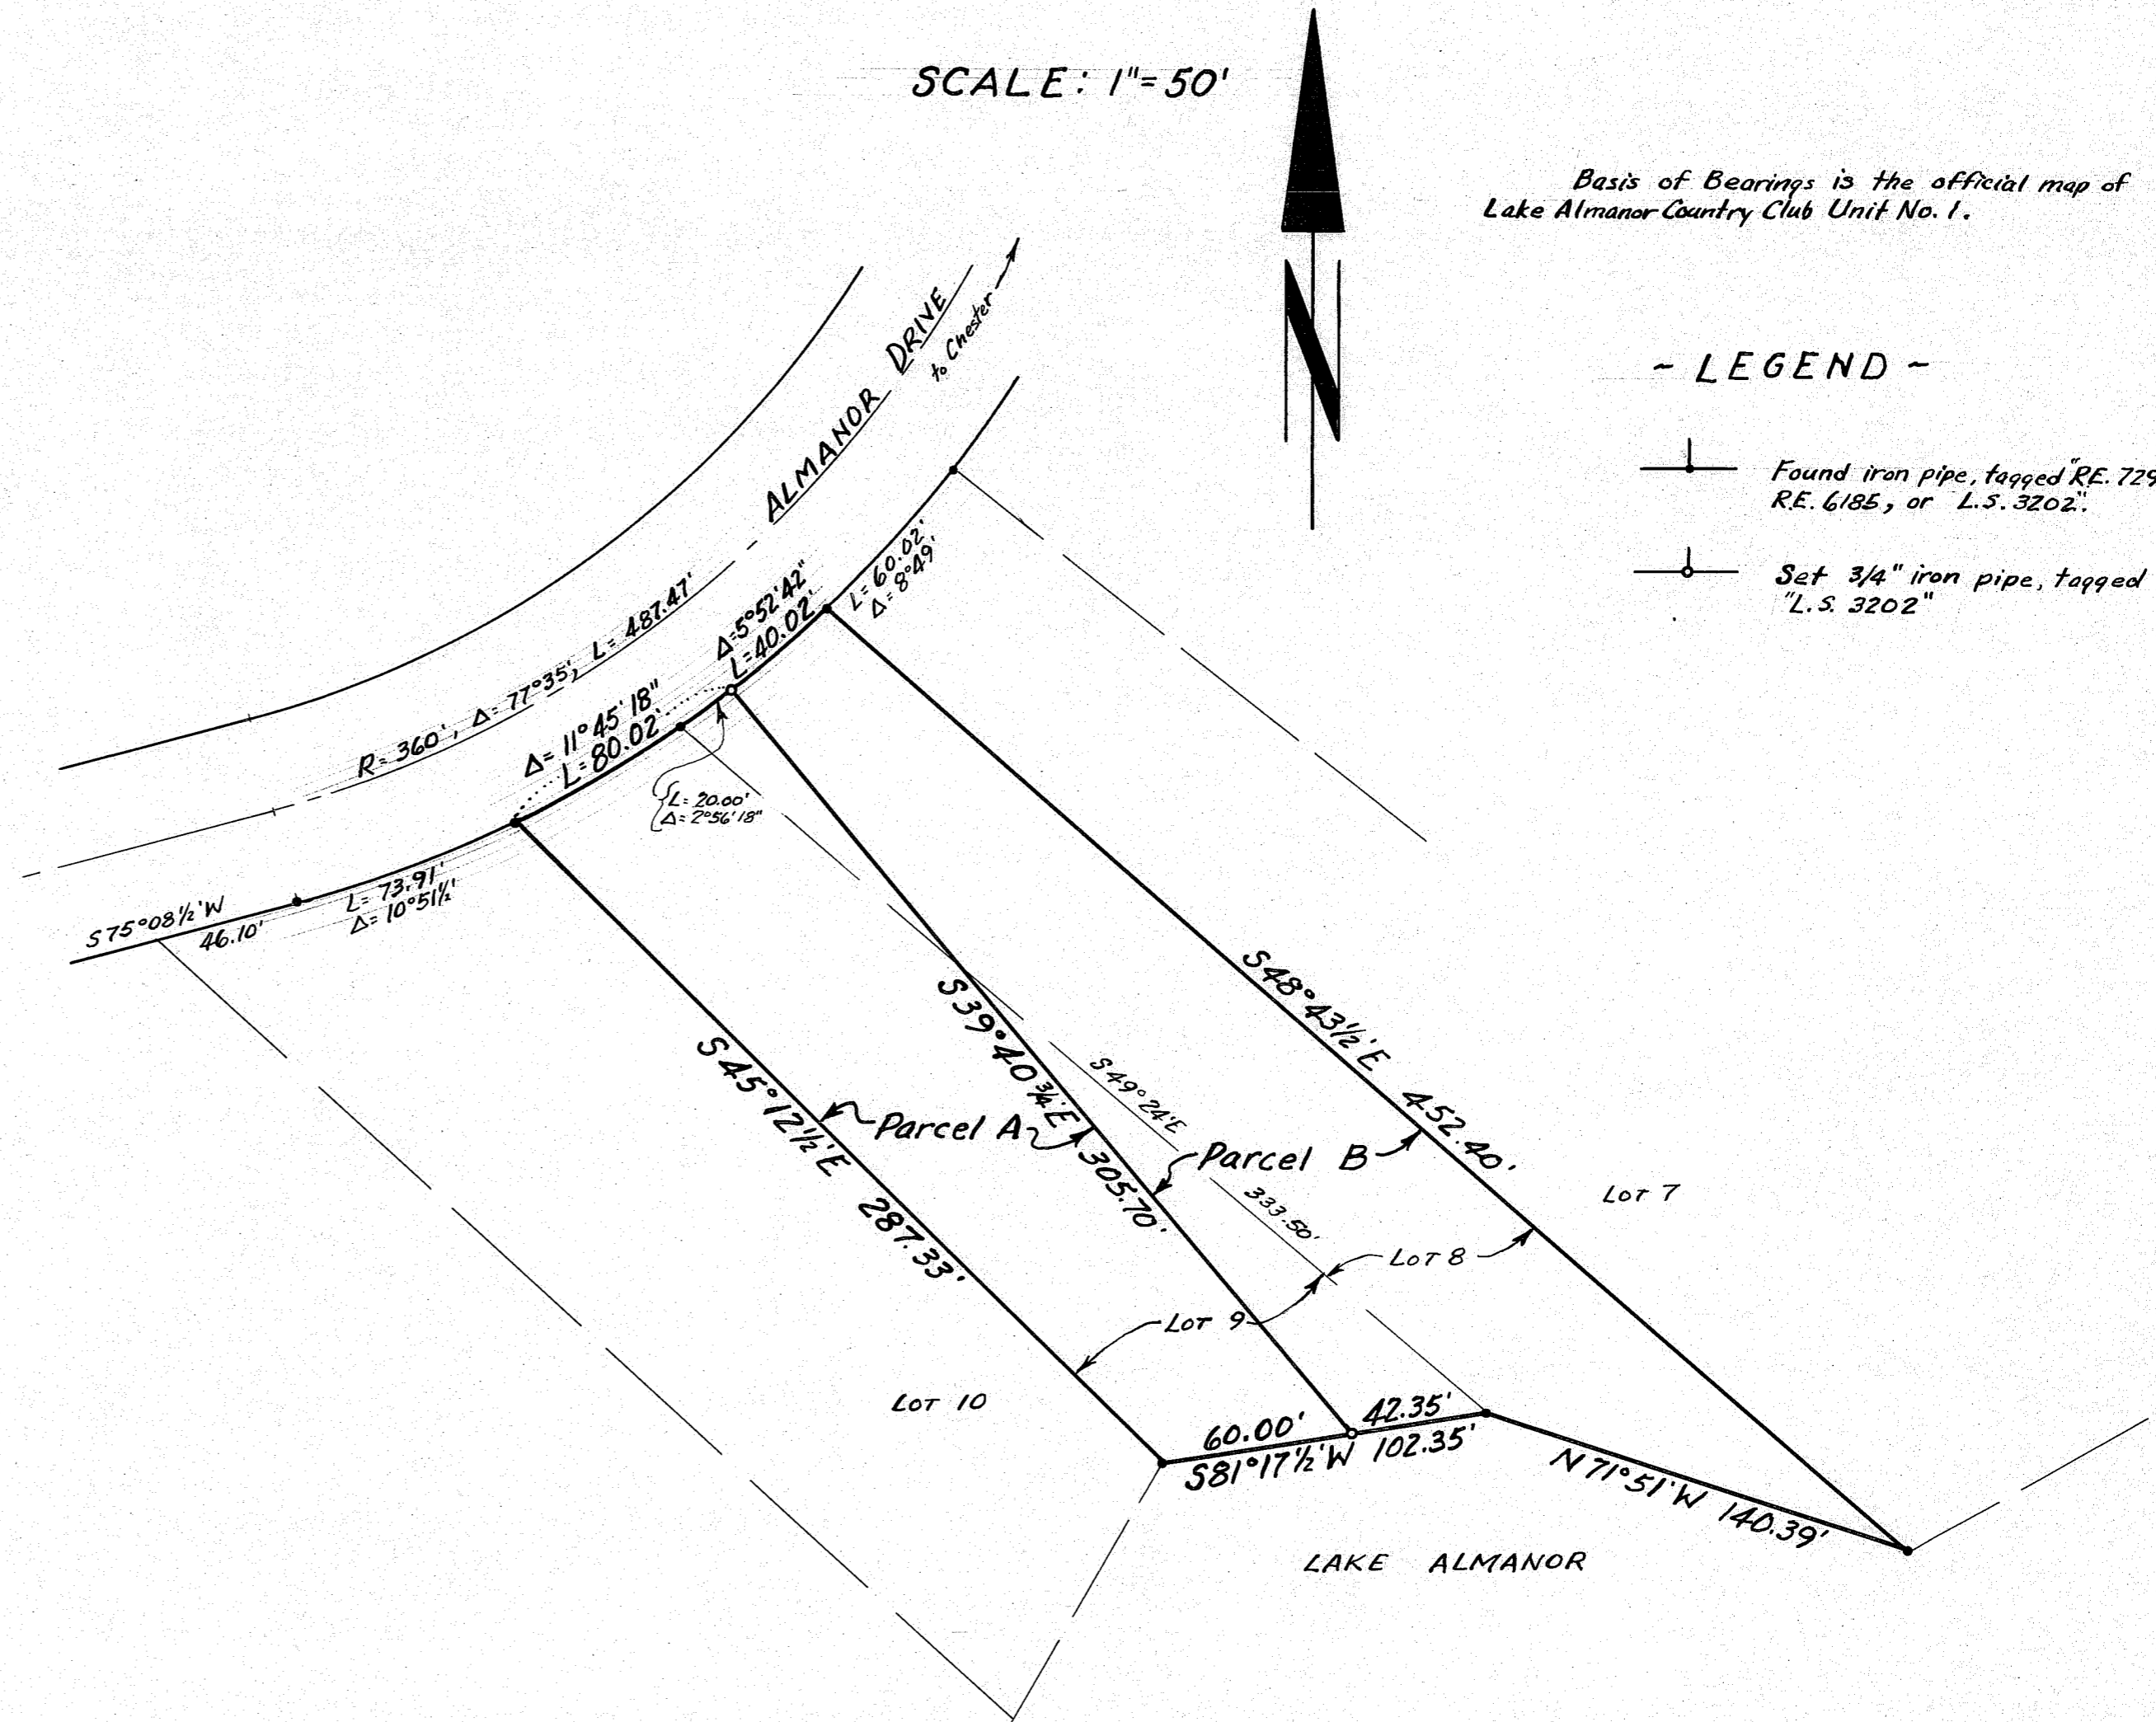 SCALE: 1"=50'
Basis of Bearings is the official map of
Lake Almanor Country Club Unit No. 1.
~ LEGEND ~
Found iron pipe, tagged "R.E. 729
R.E. 6185, or L.S. 3202".
Set 3/4" iron pipe, tagged
"L.S. 3202"
N
ALMANOR DRIVE
to Chester
R=360', Δ=77°35', L=487.47'
L=60.02'
Δ=8°49'
Δ=5°52'42"
L=40.02'
Δ=11°45'18"
L=80.02'
L=20.00'
Δ=2°56'18"
L=73.91'
Δ=10°51½'
S75°08½'W
46.10'
S48°43½'E 452.40'
S39°40¾'E 305.70'
S49°24'E
333.50'
S45°12½'E 287.33'
Parcel A
Parcel B
LOT 7
LOT 8
LOT 9
LOT 10
60.00'
42.35'
S81°17½'W 102.35'
N71°51'W 140.39'
LAKE ALMANOR